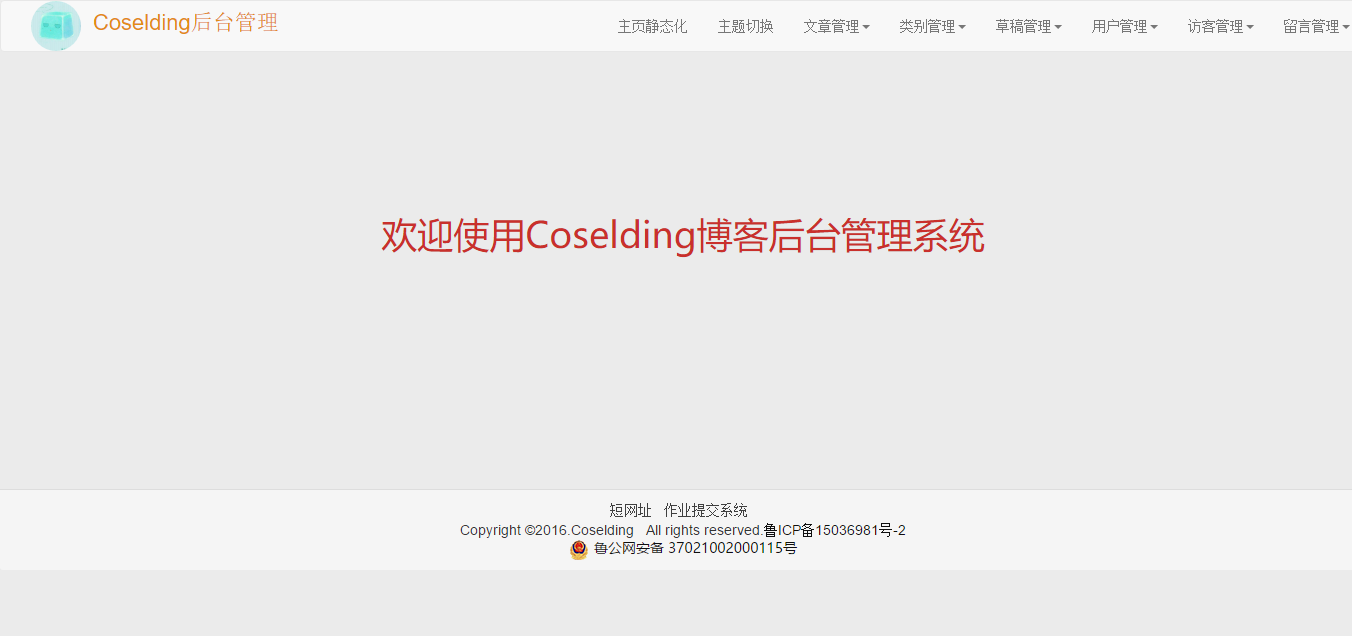 Coselding后台管理 主页静态化 主题切换 文章管理 类别管理 草稿管理 用户管理 访客管理 留言管理
欢迎使用Coselding博客后台管理系统
短网址 作业提交系统
Copyright ©2016.Coselding All rights reserved.鲁ICP备15036981号-2
鲁公网安备 37021002000115号